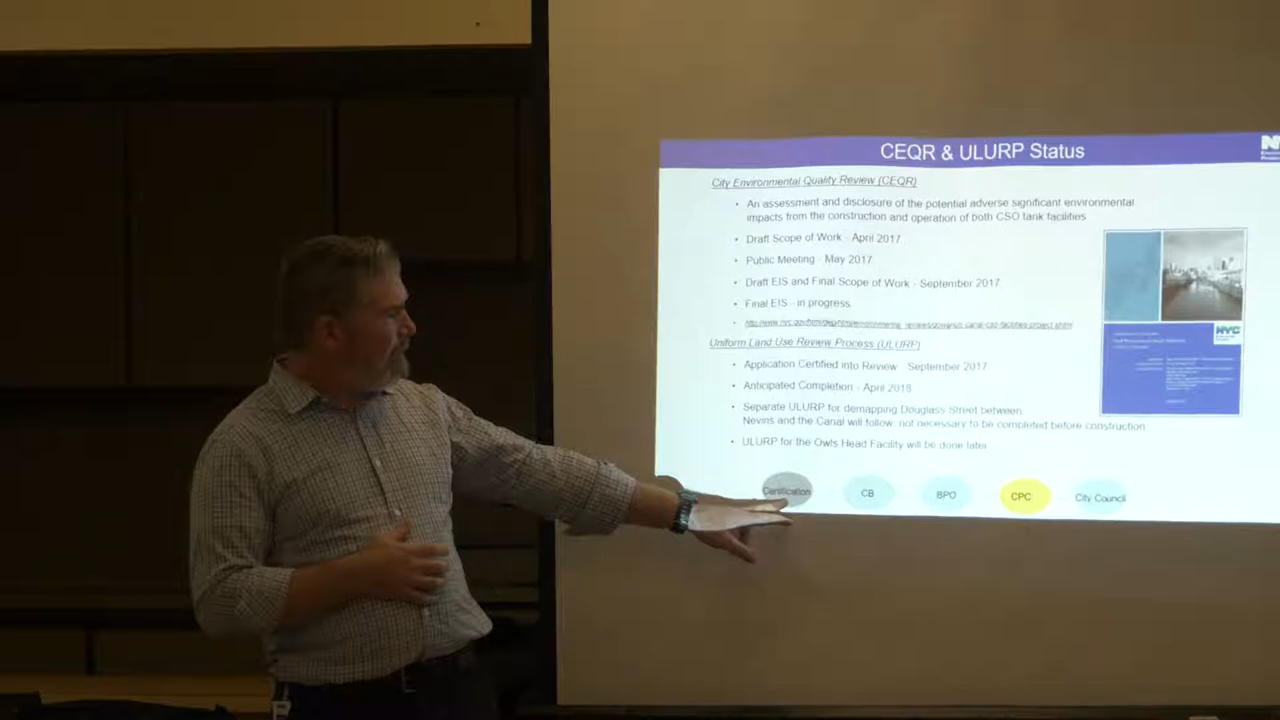 CEQR & ULURP Status
City Environmental Quality Review (CEQR)
• An assessment and disclosure of the potential adverse significant environmental
impacts from the construction and operation of both CSO tank facilities
• Draft Scope of Work - April 2017
• Public Meeting - May 2017
• Draft EIS and Final Scope of Work - September 2017
• Final EIS - in progress
Uniform Land Use Review Process (ULURP)
• Application Certified into Review - September 2017
• Anticipated Completion - April 2018
• Separate ULURP for demapping Douglass Street between
Nevins and the Canal will follow, not necessary to be completed before construction
• ULURP for the Owls Head Facility will be done later
NYC
Certification
CB
BPO
CPC
City Council